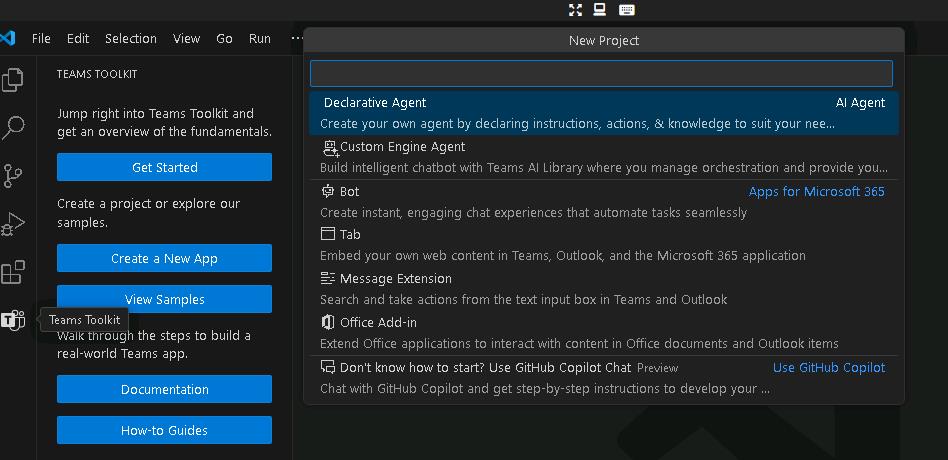 File Edit Selection View Go Run ...
New Project
TEAMS TOOLKIT
Jump right into Teams Toolkit and
get an overview of the fundamentals.
Get Started
Create a project or explore our
samples.
Create a New App
View Samples
Teams Toolkit
Walk through the steps to build a
real-world Teams app.
Documentation
How-to Guides
Declarative Agent AI Agent
Create your own agent by declaring instructions, actions, & knowledge to suit your nee...
Custom Engine Agent
Build intelligent chatbot with Teams AI Library where you manage orchestration and provide you...
Bot Apps for Microsoft 365
Create instant, engaging chat experiences that automate tasks seamlessly
Tab
Embed your own web content in Teams, Outlook, and the Microsoft 365 application
Message Extension
Search and take actions from the text input box in Teams and Outlook
Office Add-in
Extend Office applications to interact with content in Office documents and Outlook items
Don't know how to start? Use GitHub Copilot Chat Preview Use GitHub Copilot
Chat with GitHub Copilot and get step-by-step instructions to develop your ...